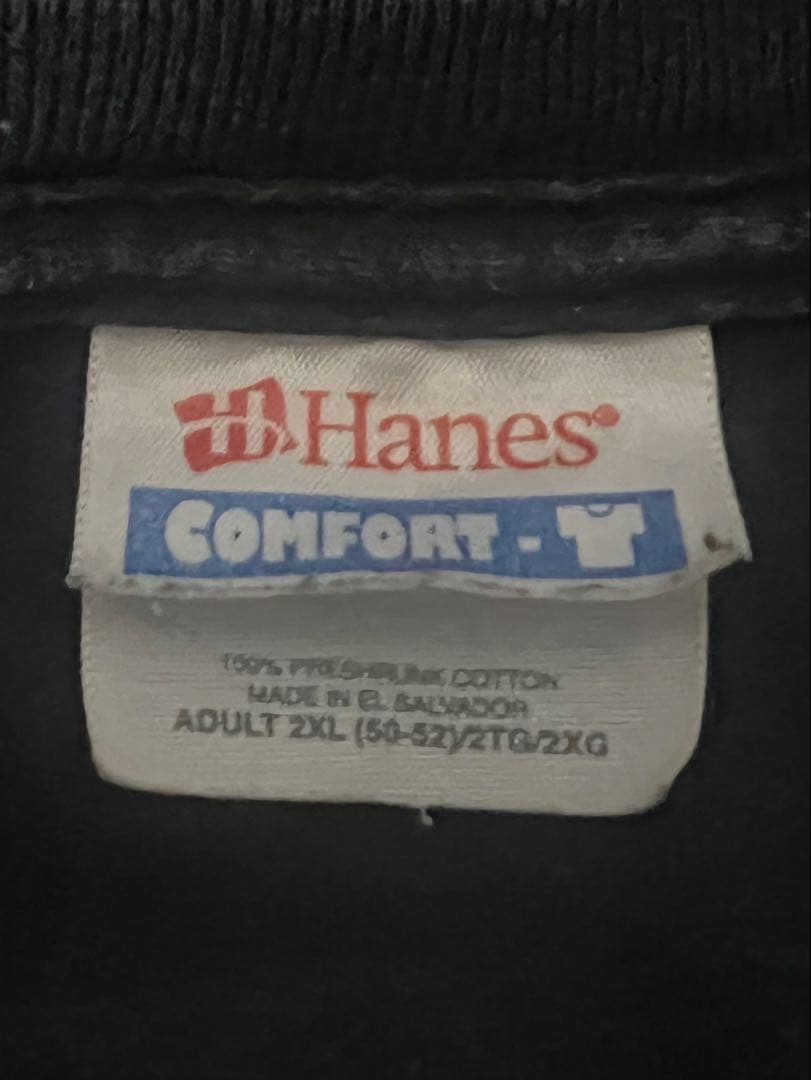 Hanes
COMFORT - T
100% PRESHRUNK COTTON
MADE IN EL SALVADOR
ADULT 2XL (50-52)/2TG/2XG